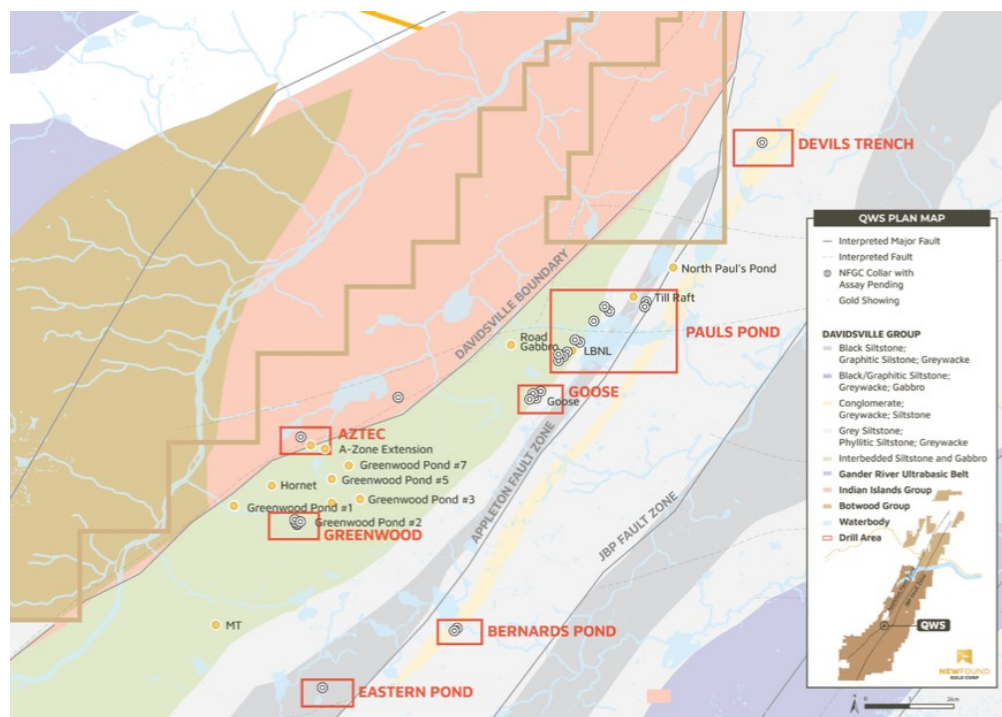 DEVILS TRENCH
North Paul's Pond
Till Raft
DAVIDSVILLE BOUNDARY
PAULS POND
Road
Gabbro
LBNL
GOOSE
Goose
AZTEC
A-Zone Extension
Greenwood Pond #7
Hornet
Greenwood Pond #5
Greenwood Pond #3
Greenwood Pond #1
Greenwood Pond #2
GREENWOOD
APPLETON FAULT ZONE
JBP FAULT ZONE
MT
BERNARDS POND
EASTERN POND
QWS PLAN MAP
Interpreted Major Fault
Interpreted Fault
NFGC Collar with
Assay Pending
Gold Showing
DAVIDSVILLE GROUP
Black Siltstone;
Graphitic Siltstone; Greywacke
Black/Graphitic Siltstone;
Greywacke; Gabbro
Conglomerate;
Greywacke; Siltstone
Grey Siltstone;
Phyllitic Siltstone; Greywacke
Interbedded Siltstone and Gabbro
Gander River Ultrabasic Belt
Indian Islands Group
Botwood Group
Waterbody
Drill Area
QWS
NEWFOUND
GOLD CORP
0 1 2km